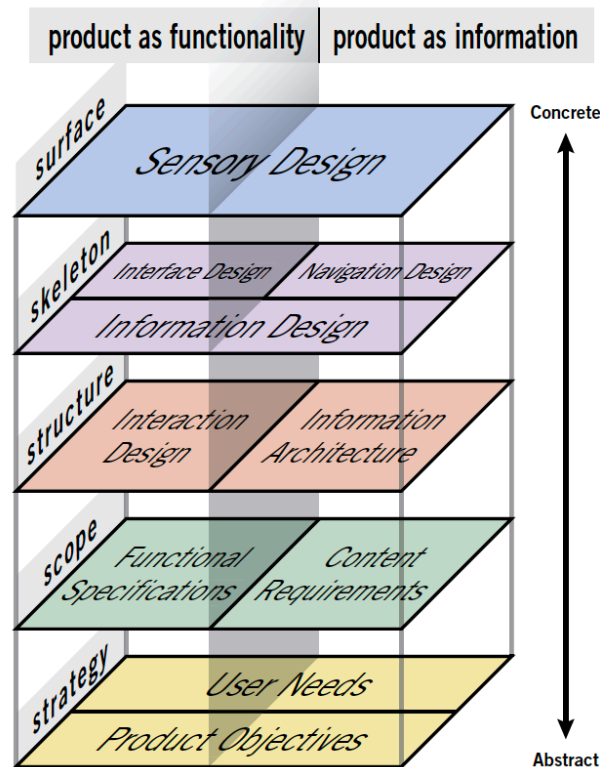 product as functionality
product as information
Concrete
surface
Sensory Design
skeleton
Interface Design
Navigation Design
Information Design
structure
Interaction
Design
Information
Architecture
scope
Functional
Specifications
Content
Requirements
strategy
User Needs
Product Objectives
Abstract